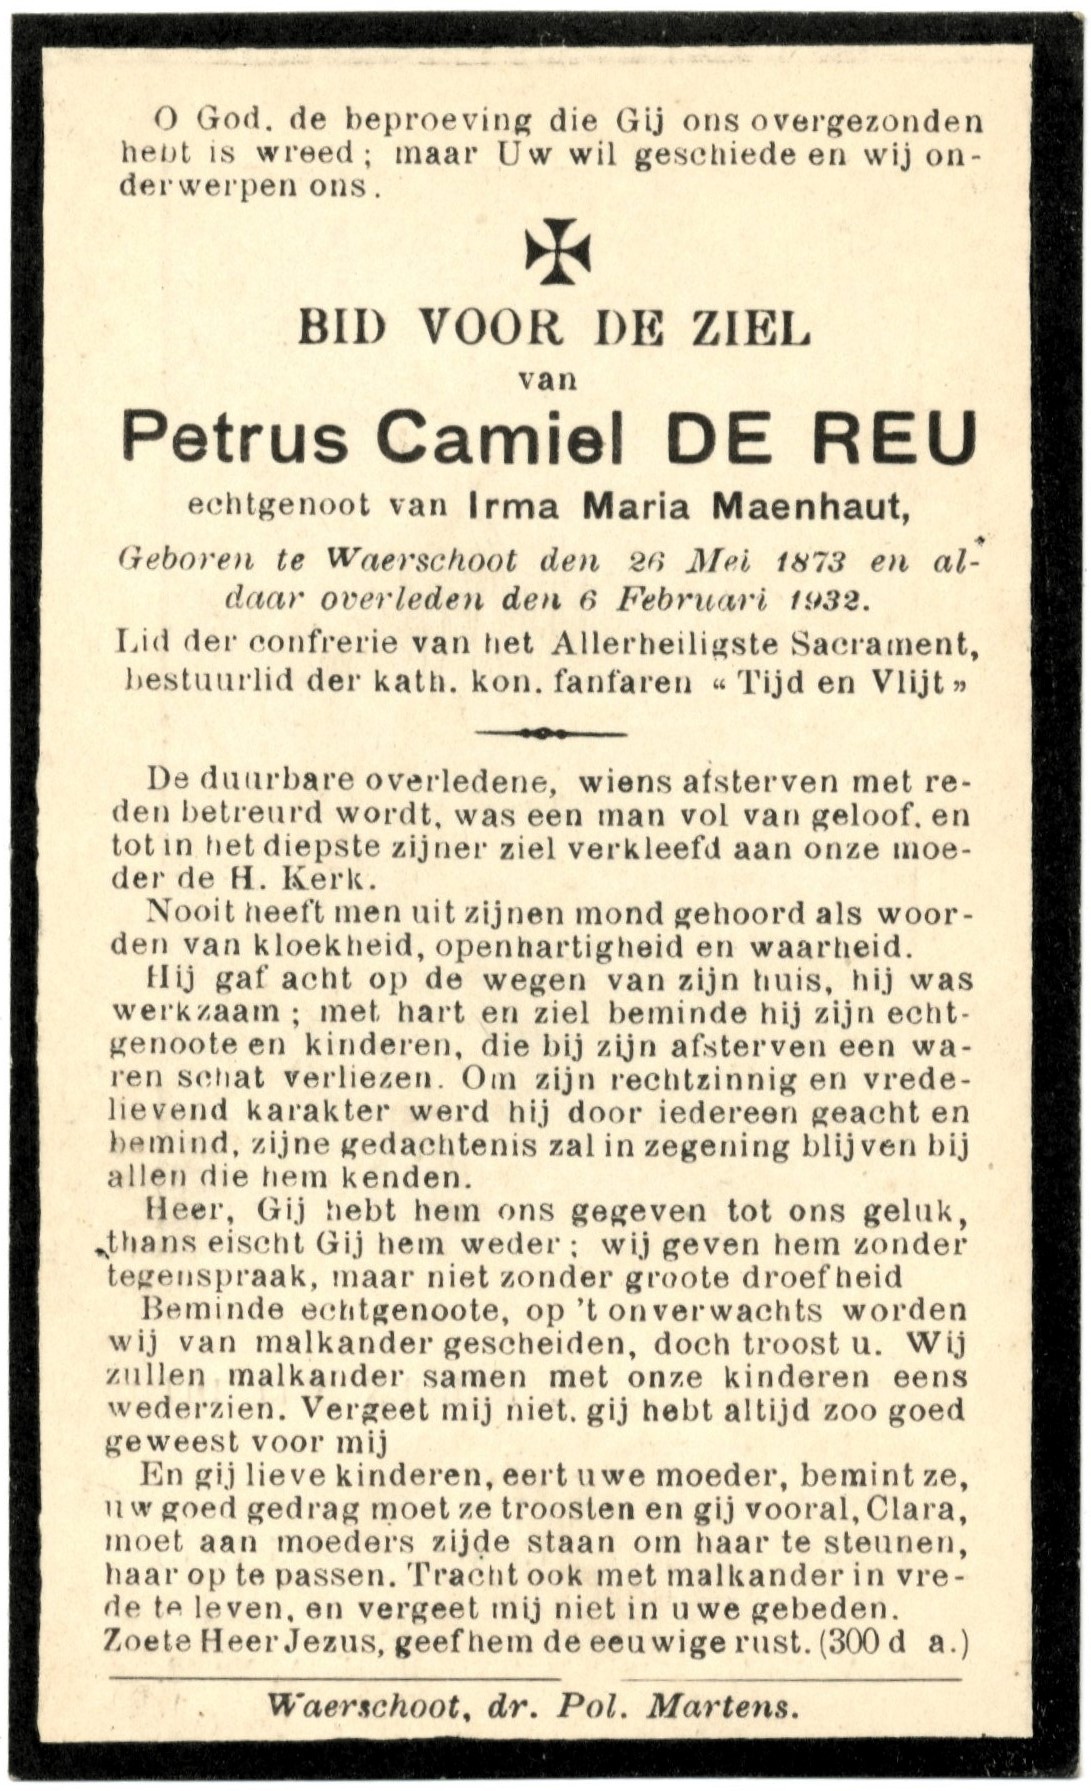 O God. de beproeving die Gij ons overgezonden
hebt is wreed ; maar Uw wil geschiede en wij on-
derwerpen ons.
BID VOOR DE ZIEL
van
Petrus Camiel DE REU
echtgenoot van Irma Maria Maenhaut,
Geboren te Waerschoot den 26 Mei 1873 en al-
daar overleden den 6 Februari 1932.
Lid der confrerie van het Allerheiligste Sacrament,
bestuurlid der kath. kon. fanfaren “ Tijd en Vlijt „
De duurbare overledene, wiens afsterven met re-
den betreurd wordt, was een man vol van geloof. en
tot in het diepste zijner ziel verkleefd aan onze moe-
der de H. Kerk.
Nooit heeft men uit zijnen mond gehoord als woor-
den van kloekheid, openhartigheid en waarheid.
Hij gaf acht op de wegen van zijn huis, hij was
werkzaam ; met hart en ziel beminde hij zijn echt-
genoote en kinderen, die bij zijn afsterven een wa-
ren schat verliezen. Om zijn rechtzinnig en vrede-
lievend karakter werd hij door iedereen geacht en
bemind, zijne gedachtenis zal in zegening blijven bij
allen die hem kenden.
Heer, Gij hebt hem ons gegeven tot ons geluk,
thans eischt Gij hem weder ; wij geven hem zonder
tegenspraak, maar niet zonder groote droefheid
Beminde echtgenoote, op 't onverwachts worden
wij van malkander gescheiden, doch troost u. Wij
zullen malkander samen met onze kinderen eens
wederzien. Vergeet mij niet. gij hebt altijd zoo goed
geweest voor mij
En gij lieve kinderen, eert uwe moeder, bemint ze,
uw goed gedrag moet ze troosten en gij vooral, Clara,
moet aan moeders zijde staan om haar te steunen,
haar op te passen. Tracht ook met malkander in vre-
de te leven, en vergeet mij niet in uwe gebeden.
Zoete Heer Jezus, geef hem de eeuwige rust. (300 d a.)
Waerschoot, dr. Pol. Martens.